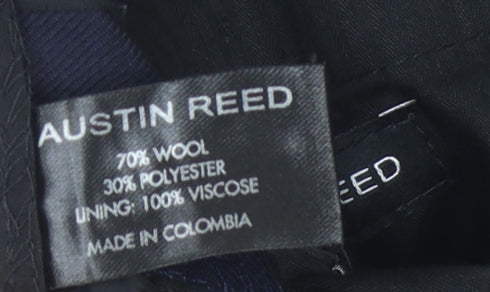 AUSTIN REED
70% WOOL
30% POLYESTER
LINING: 100% VISCOSE
MADE IN COLOMBIA
EED